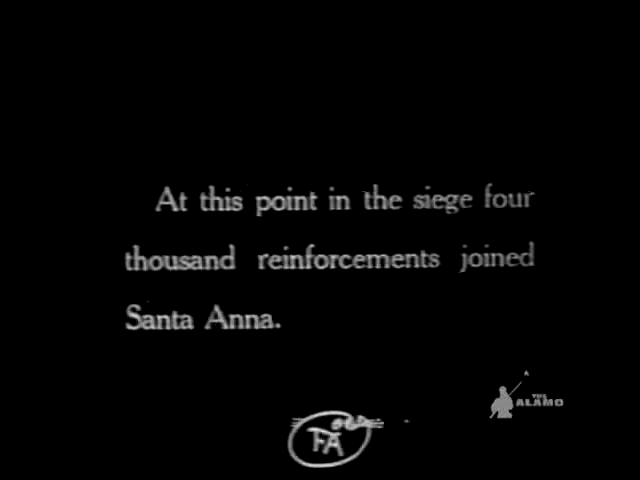 At this point in the siege four
thousand reinforcements joined
Santa Anna.
THE
ALAMO
FA